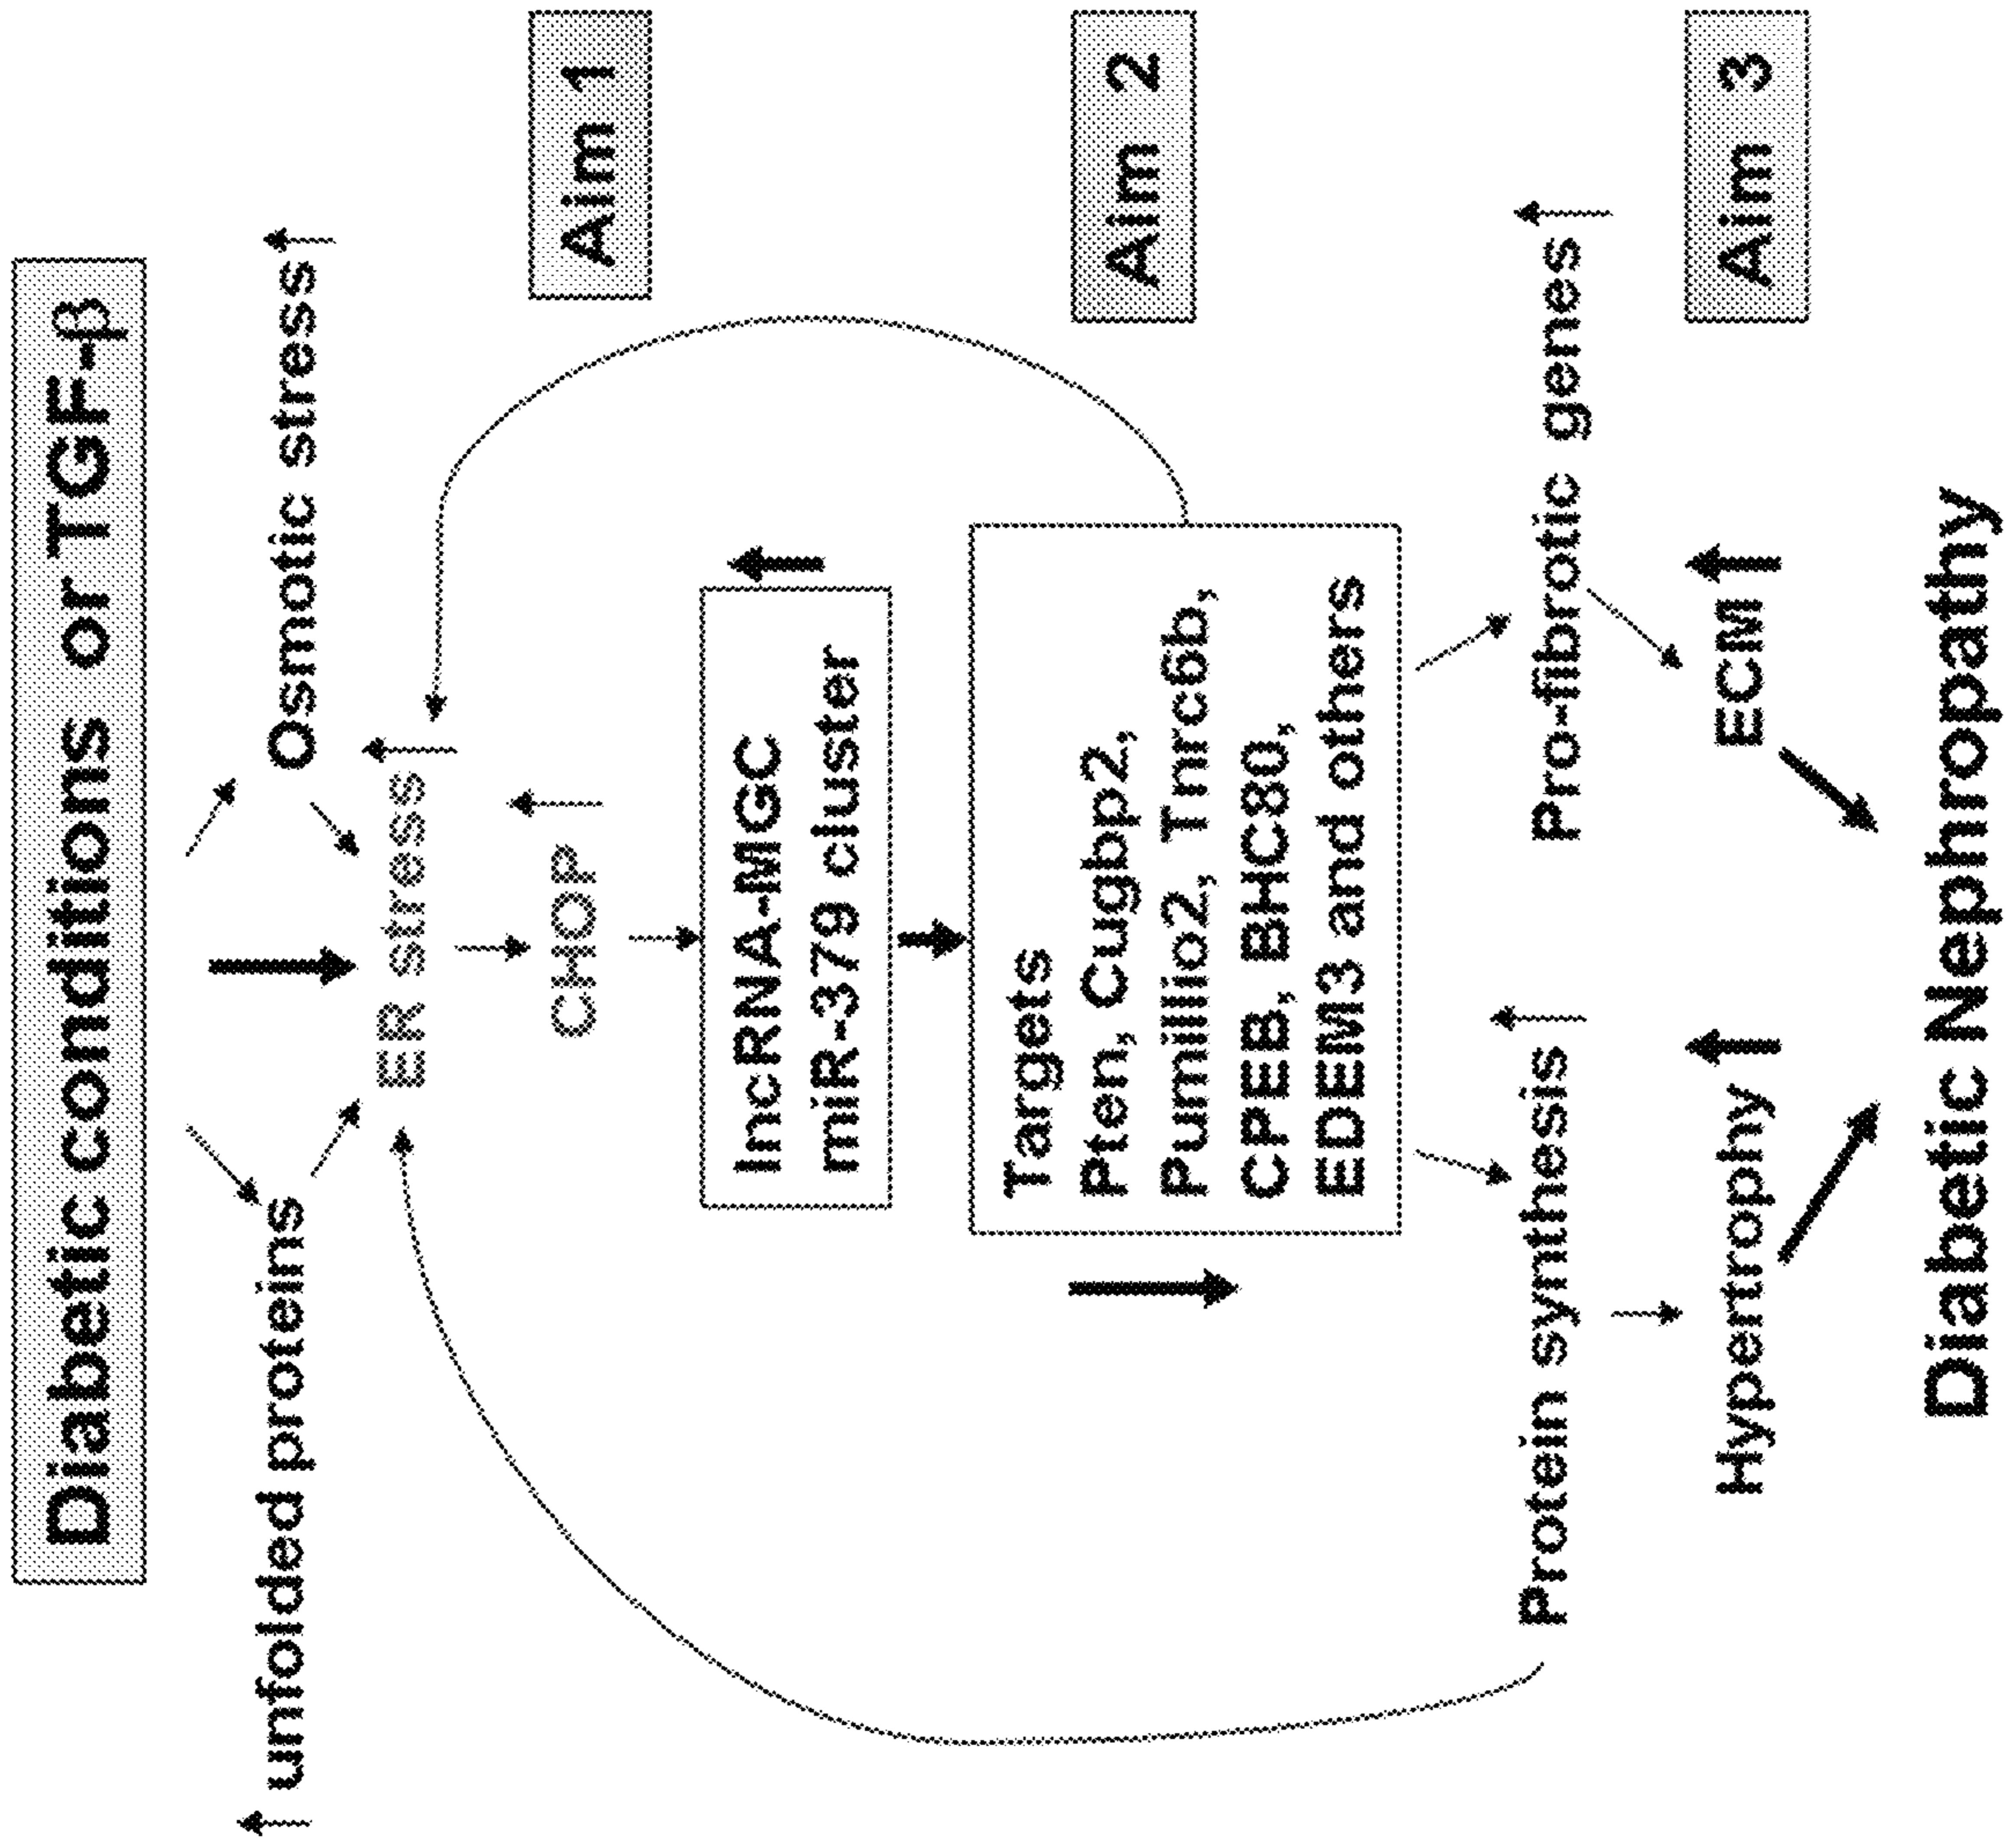 Diabetic conditions or TGF-β
unfolded proteins
Osmotic stress
ER stress
Aim 1
CHOP
lncRNA-MGC
miR-379 cluster
Targets
Pten, Cugbp2,
Pumillio2, Tnrc6b,
CPEB, BHC80,
EDEM3 and others
Aim 2
Protein synthesis
Pro-fibrotic genes
Hypertrophy
ECM
Aim 3
Diabetic Nephropathy